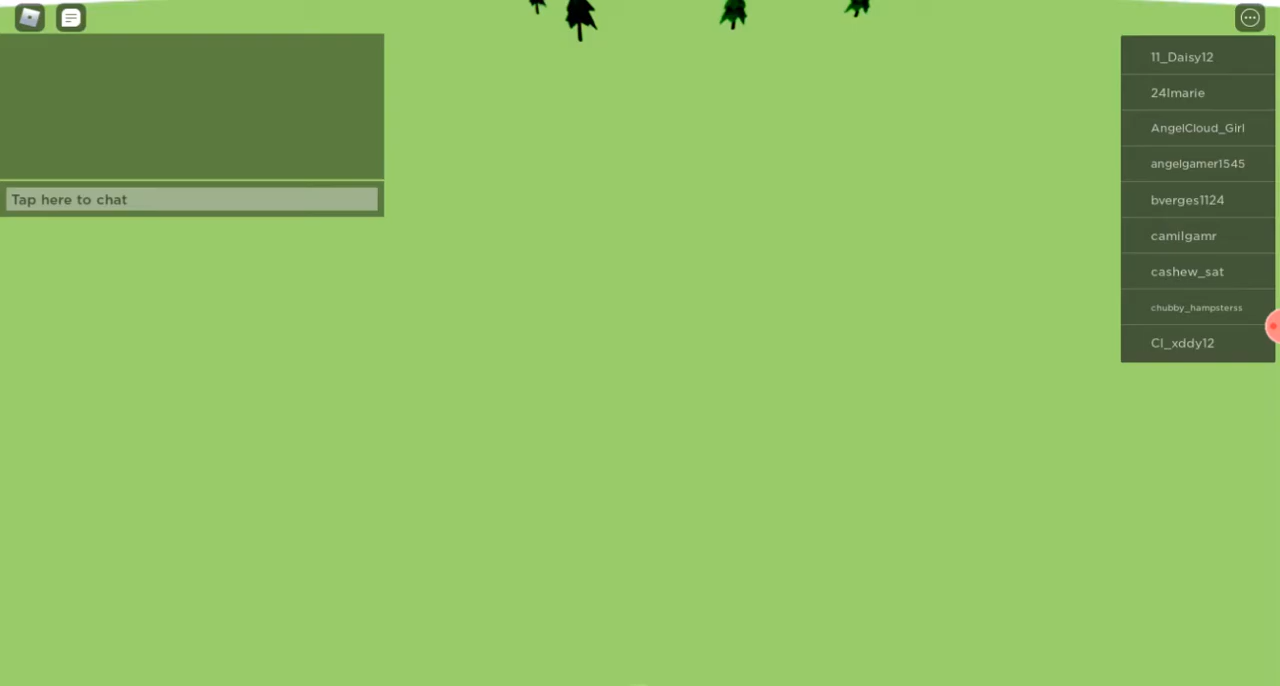 Tap here to chat
11_Daisy12
24lmarie
AngelCloud_Girl
angelgamer1545
bverges1124
camilgamr
cashew_sat
chubby_hampsterss
Cl_xddy12